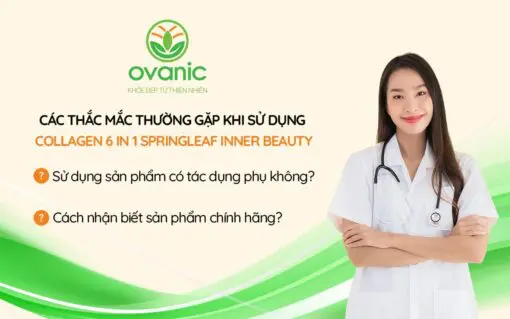 ovanic
KHỎE ĐẸP TỪ THIÊN NHIÊN
CÁC THẮC MẮC THƯỜNG GẶP KHI SỬ DỤNG
COLLAGEN 6 IN 1 SPRINGLEAF INNER BEAUTY
? Sử dụng sản phẩm có tác dụng phụ không?
? Cách nhận biết sản phẩm chính hãng?